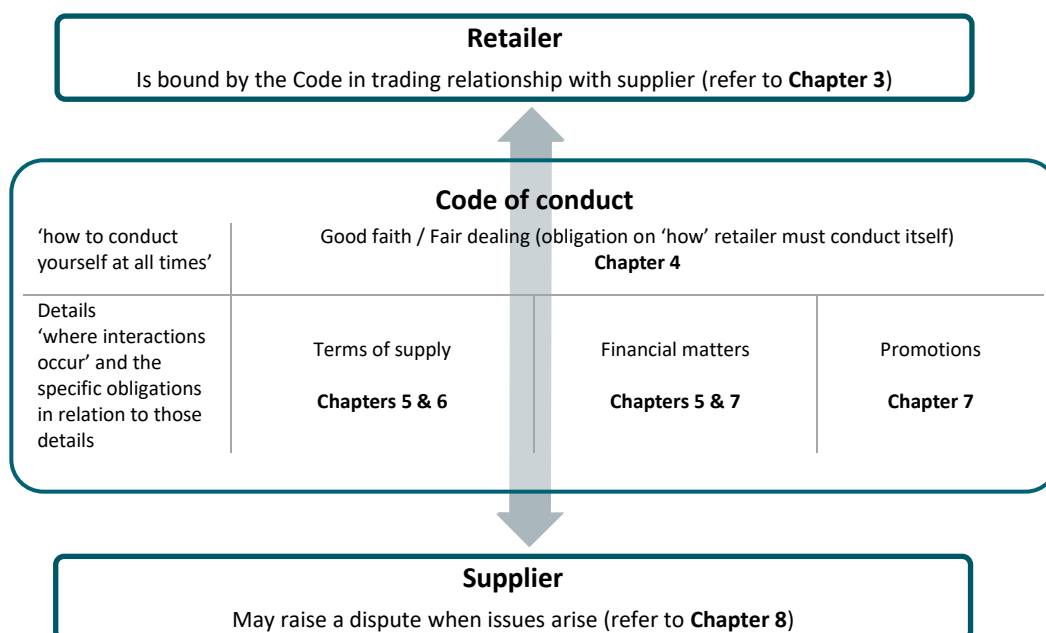 Retailer
Is bound by the Code in trading relationship with supplier (refer to Chapter 3)
Code of conduct
‘how to conduct
yourself at all times’
Good faith / Fair dealing (obligation on ‘how’ retailer must conduct itself)
Chapter 4
Details
‘where interactions
occur’ and the
specific obligations
in relation to those
details
Terms of supply
Chapters 5 & 6
Financial matters
Chapters 5 & 7
Promotions
Chapter 7
Supplier
May raise a dispute when issues arise (refer to Chapter 8)